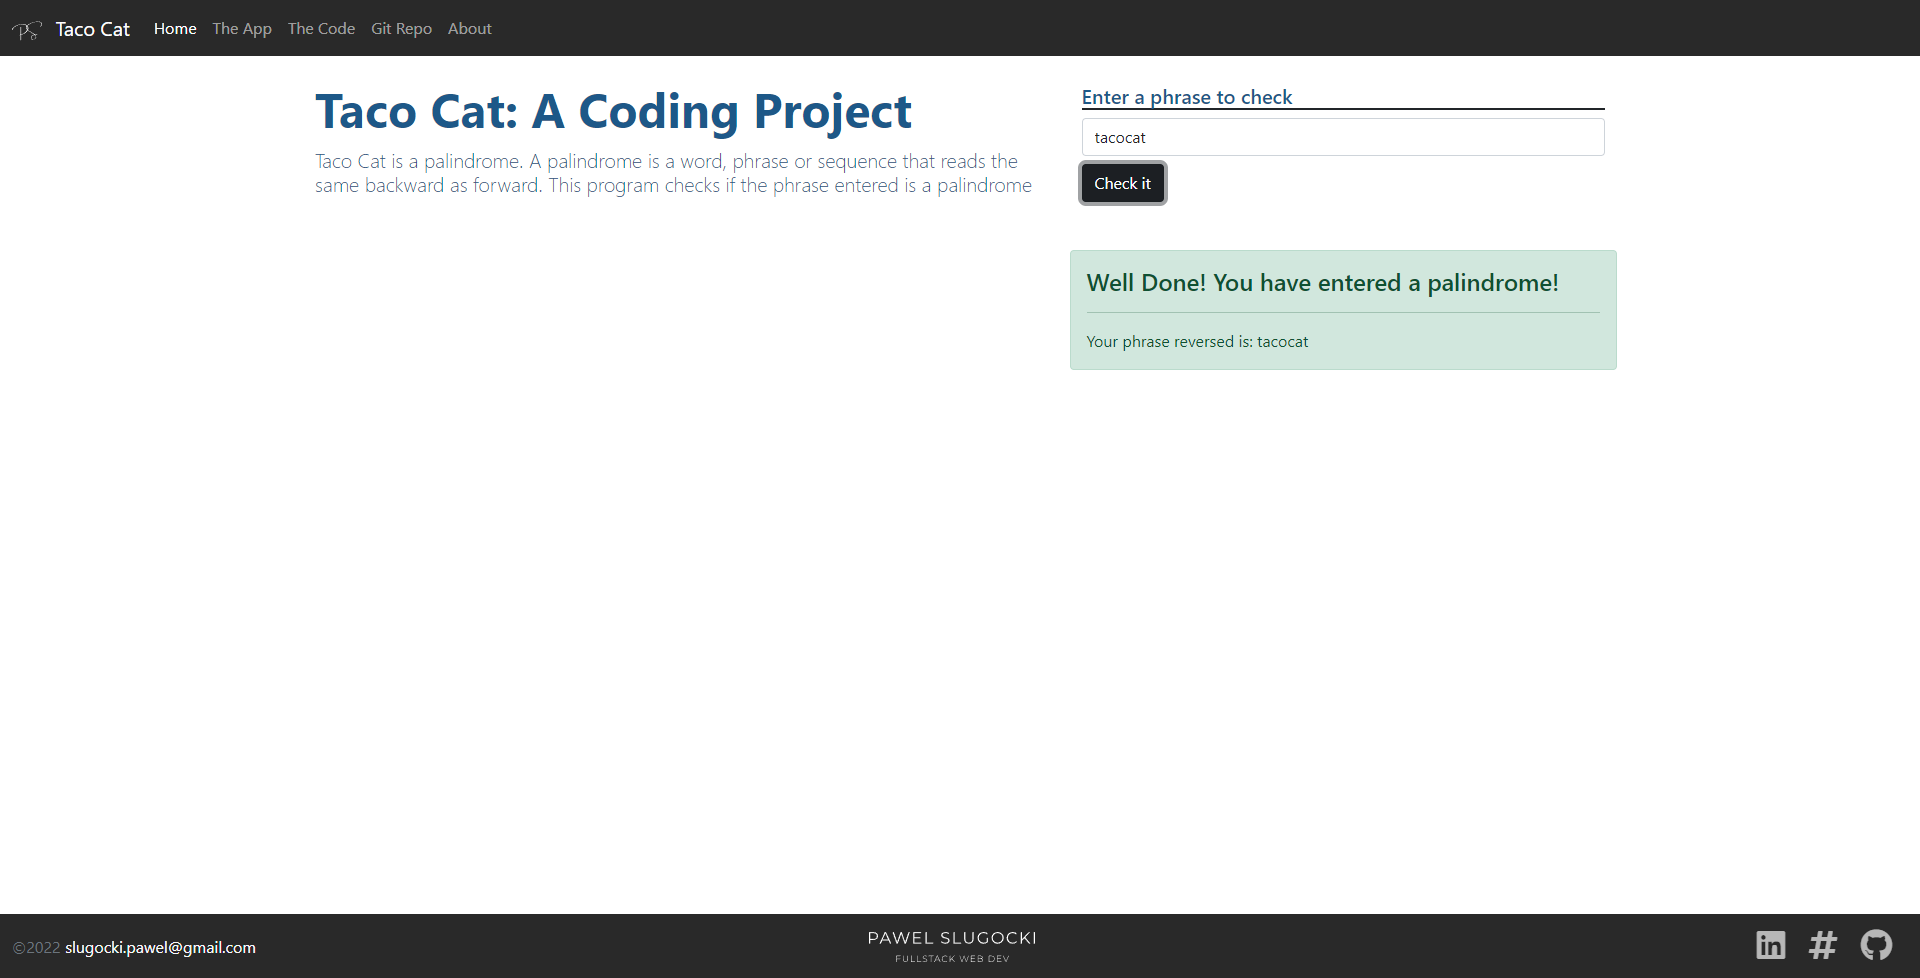 PS Taco Cat Home The App The Code Git Repo About
Taco Cat: A Coding Project
Taco Cat is a palindrome. A palindrome is a word, phrase or sequence that reads the
same backward as forward. This program checks if the phrase entered is a palindrome
Enter a phrase to check
tacocat
Check it
Well Done! You have entered a palindrome!
Your phrase reversed is: tacocat
©2022 slugocki.pawel@gmail.com
PAWEL SLUGOCKI
FULLSTACK WEB DEV
in #